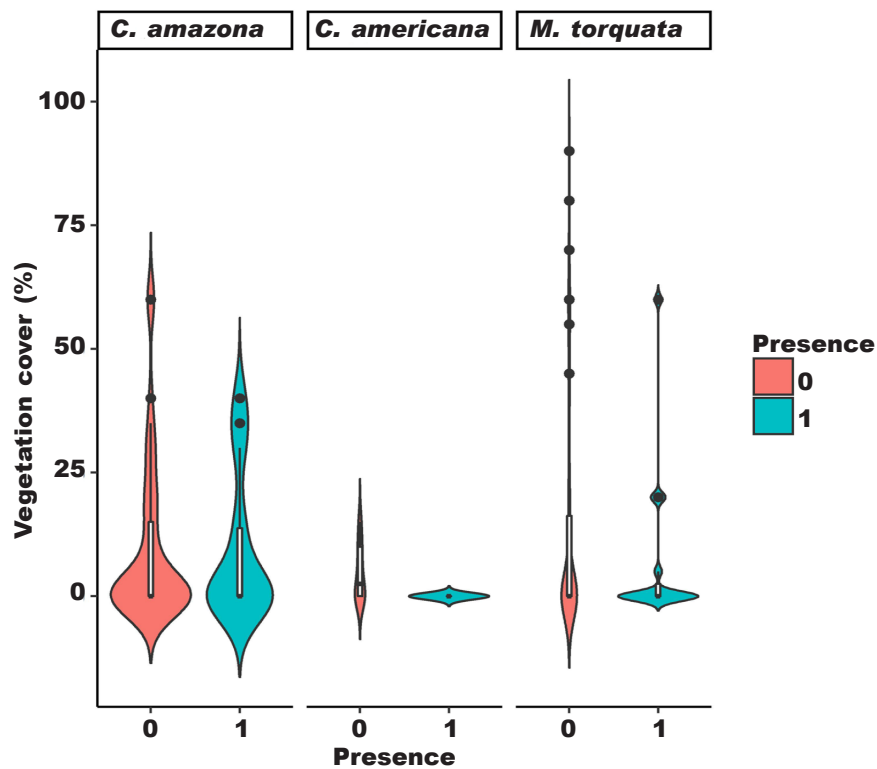 C. amazona C. americana M. torquata
100
75
50
25
0
Vegetation cover (%)
0 1 0 1 0 1
Presence
Presence
0
1